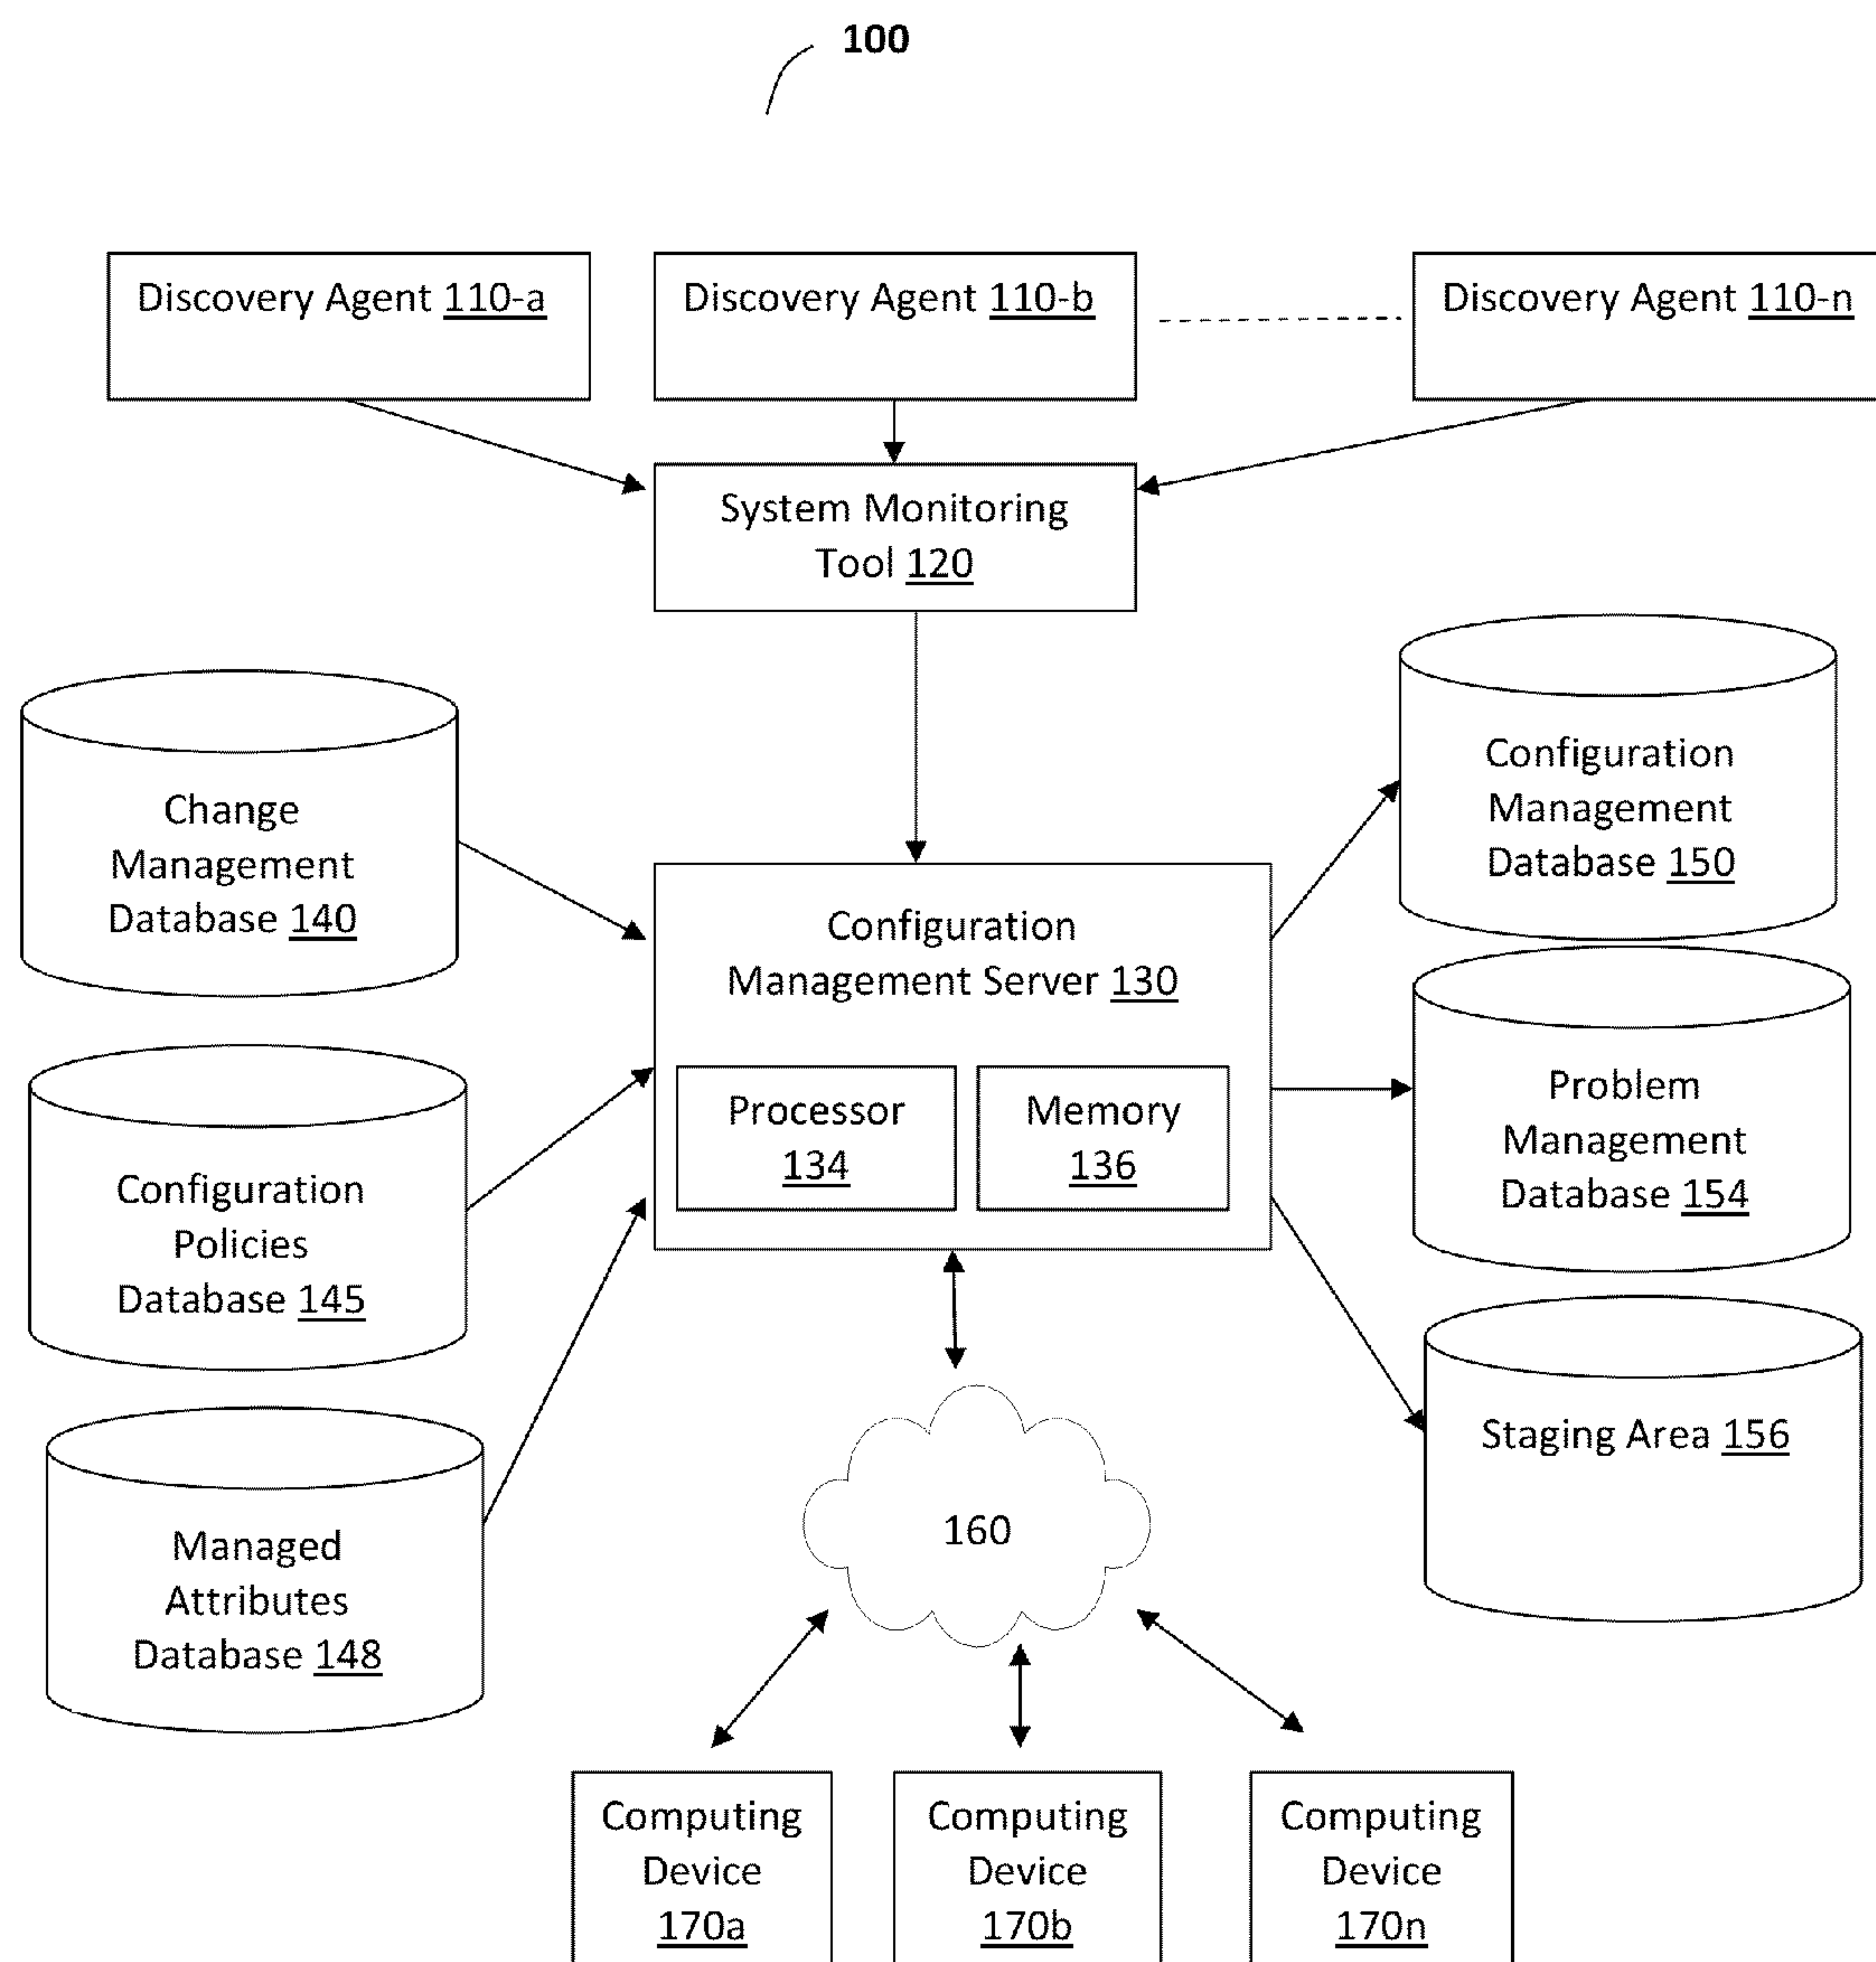 100
Discovery Agent 110-a
Discovery Agent 110-b
Discovery Agent 110-n
System Monitoring
Tool 120
Change
Management
Database 140
Configuration
Policies
Database 145
Managed
Attributes
Database 148
Configuration
Management Server 130
Processor
134
Memory
136
Configuration
Management
Database 150
Problem
Management
Database 154
Staging Area 156
160
Computing
Device
170a
Computing
Device
170b
Computing
Device
170n